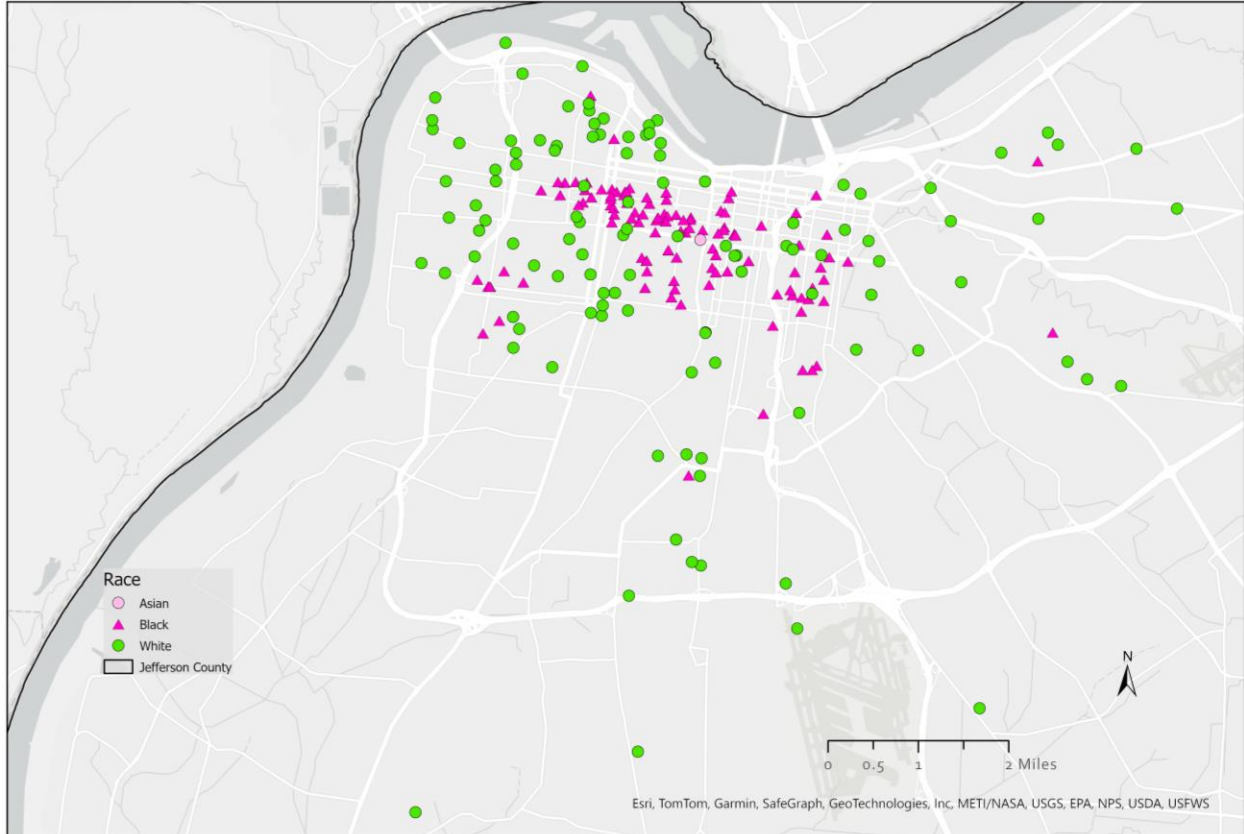 Race
Asian
Black
White
Jefferson County
N
0 0.5 1 2 Miles
Esri, TomTom, Garmin, SafeGraph, GeoTechnologies, Inc, METI/NASA, USGS, EPA, NPS, USDA, USFWS